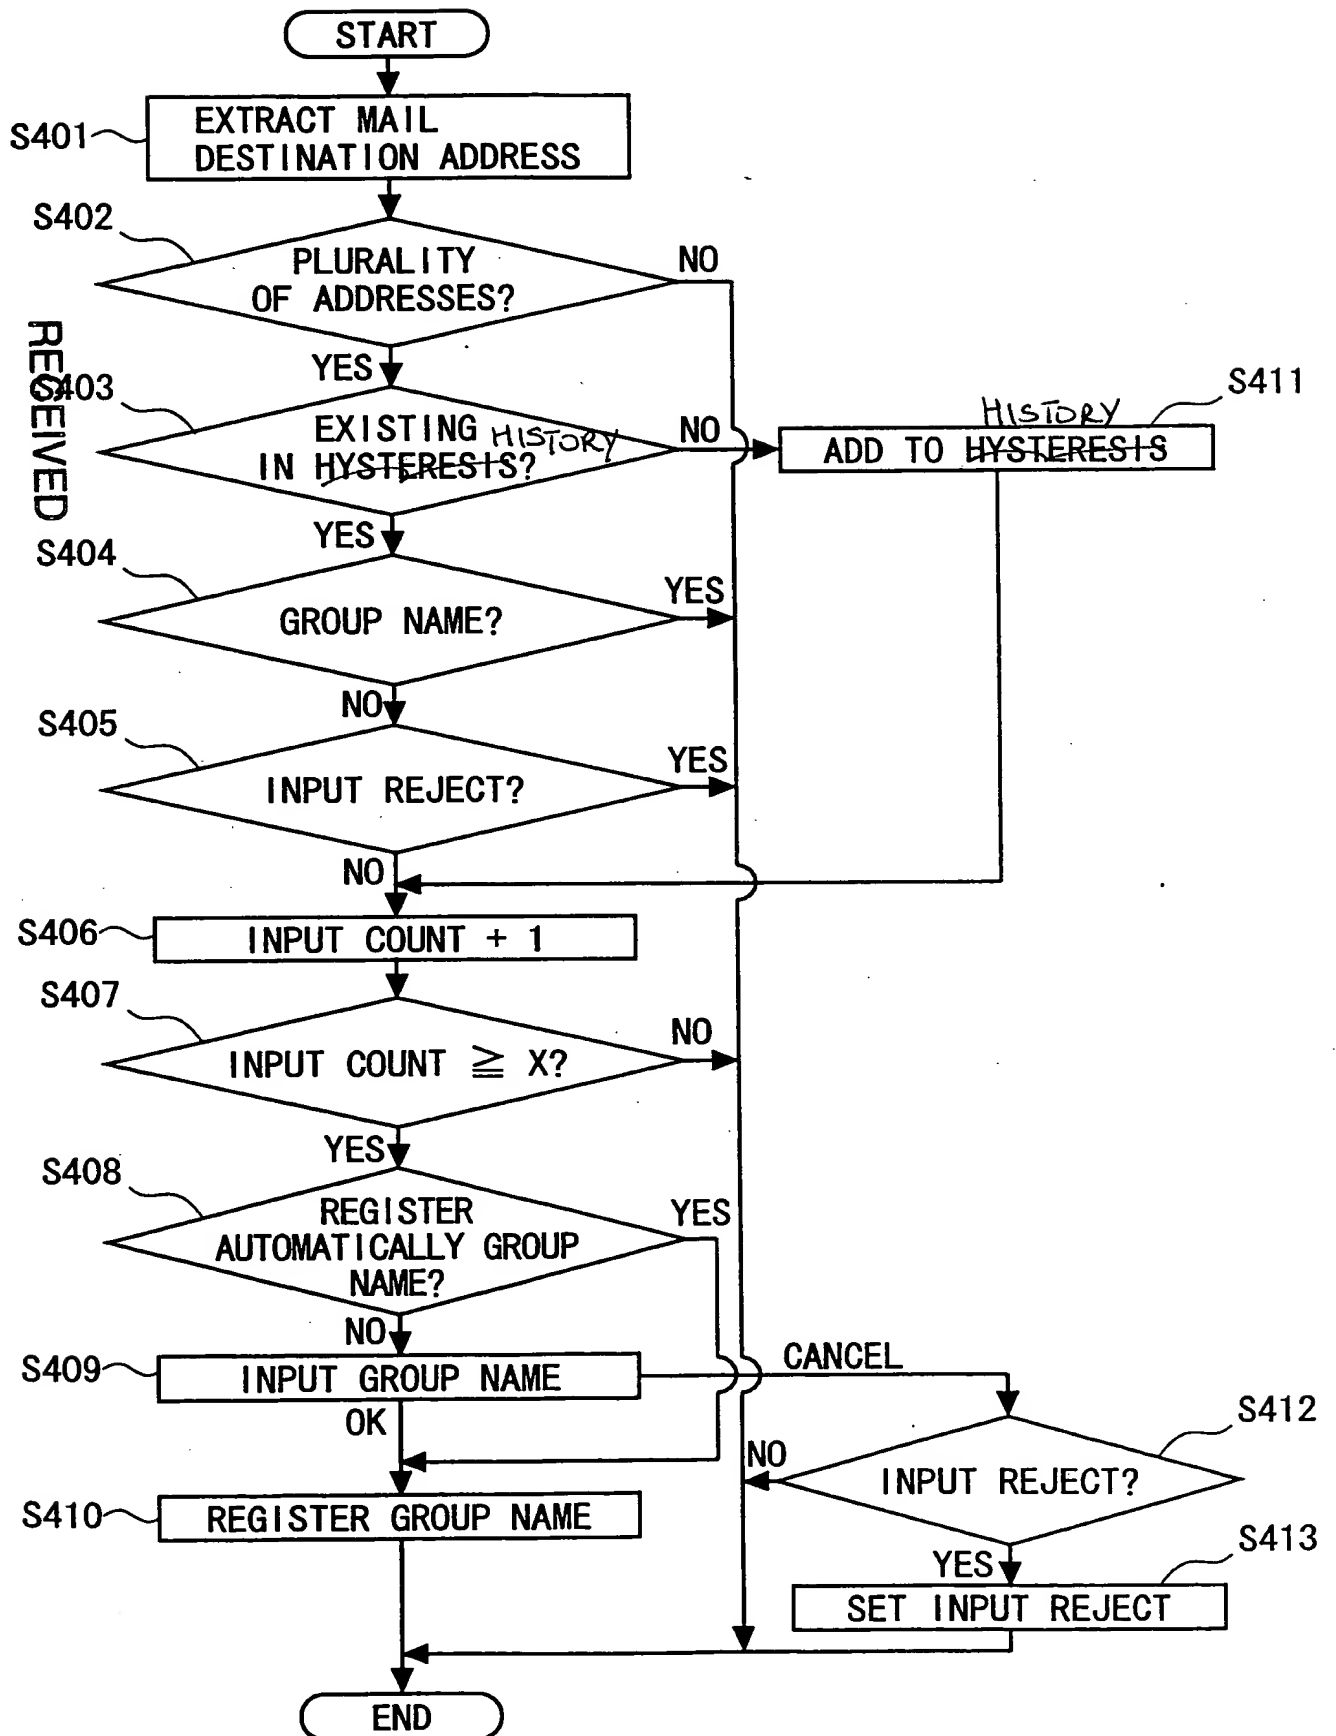 START
S401
EXTRACT MAIL
DESTINATION ADDRESS
S402
PLURALITY
OF ADDRESSES?
NO
YES
RECEIVED
S403
EXISTING
IN HYSTERESIS?
HISTORY
NO
S411
HISTORY
ADD TO HYSTERESIS
YES
S404
GROUP NAME?
YES
NO
S405
INPUT REJECT?
YES
NO
S406
INPUT COUNT + 1
S407
INPUT COUNT ≧ X?
NO
YES
S408
REGISTER
AUTOMATICALLY GROUP
NAME?
YES
NO
S409
INPUT GROUP NAME
CANCEL
OK
S412
INPUT REJECT?
NO
S410
REGISTER GROUP NAME
YES
S413
SET INPUT REJECT
END